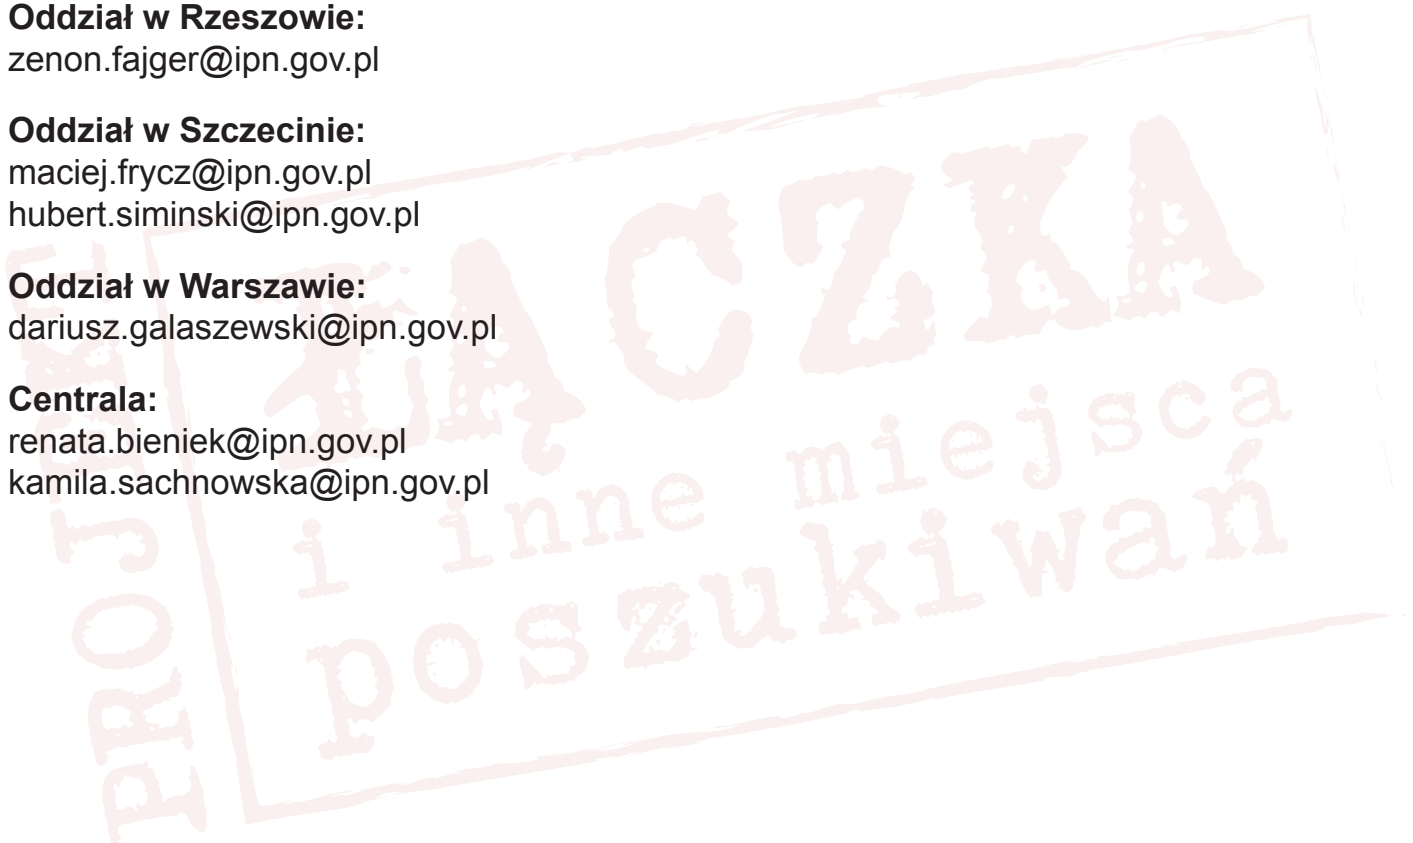 Oddział w Rzeszowie:
zenon.fajger@ipn.gov.pl
Oddział w Szczecinie:
maciej.frycz@ipn.gov.pl
hubert.siminski@ipn.gov.pl
Oddział w Warszawie:
dariusz.galaszewski@ipn.gov.pl
Centrala:
renata.bieniek@ipn.gov.pl
kamila.sachnowska@ipn.gov.pl
PROJEKT
ŁĄCZKA
i inne miejsca
poszukiwań